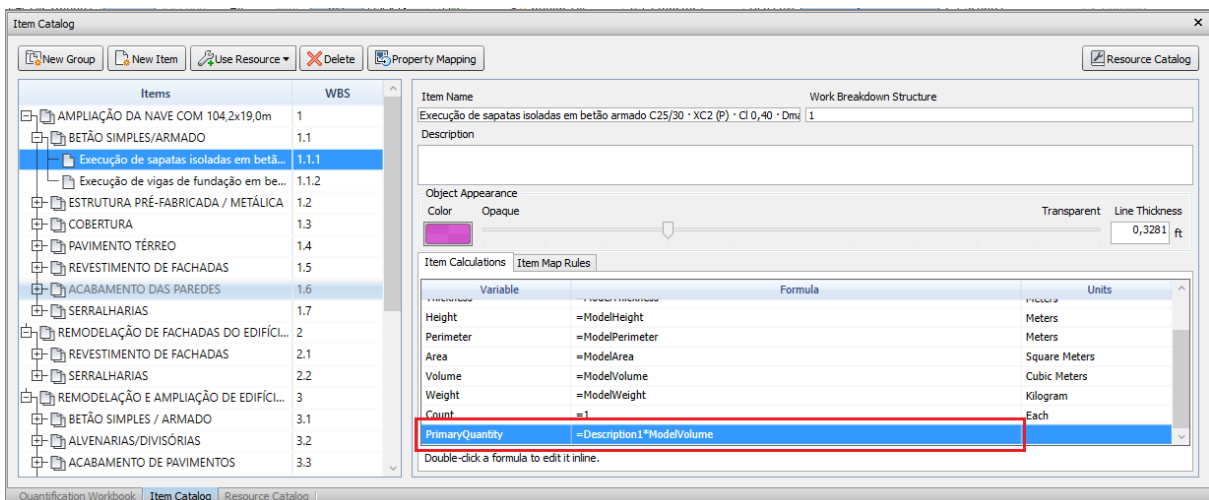 Item Catalog
New Group New Item Use Resource Delete Property Mapping Resource Catalog
Items WBS
AMPLIAÇÃO DA NAVE COM 104,2x19,0m 1
BETÃO SIMPLES/ARMADO 1.1
Execução de sapatas isoladas em betã... 1.1.1
Execução de vigas de fundação em be... 1.1.2
ESTRUTURA PRÉ-FABRICADA / METÁLICA 1.2
COBERTURA 1.3
PAVIMENTO TÉRREO 1.4
REVESTIMENTO DE FACHADAS 1.5
ACABAMENTO DAS PAREDES 1.6
SERRALHARIAS 1.7
REMODELAÇÃO DE FACHADAS DO EDIFÍCI... 2
REVESTIMENTO DE FACHADAS 2.1
SERRALHARIAS 2.2
REMODELAÇÃO E AMPLIAÇÃO DE EDIFÍC... 3
BETÃO SIMPLES / ARMADO 3.1
ALVENARIAS/DIVISÓRIAS 3.2
ACABAMENTO DE PAVIMENTOS 3.3
Item Name Work Breakdown Structure
Execução de sapatas isoladas em betão armado C25/30 · XC2 (P) · Cl 0,40 · Dma 1
Description
Object Appearance
Color Opaque Transparent Line Thickness
0,3281 ft
Item Calculations Item Map Rules
Variable Formula Units
Thickness =ModelThickness Meters
Height =ModelHeight Meters
Perimeter =ModelPerimeter Meters
Area =ModelArea Square Meters
Volume =ModelVolume Cubic Meters
Weight =ModelWeight Kilogram
Count =1 Each
PrimaryQuantity =Description1*ModelVolume
Double-click a formula to edit it inline.
Quantification Workbook Item Catalog Resource Catalog